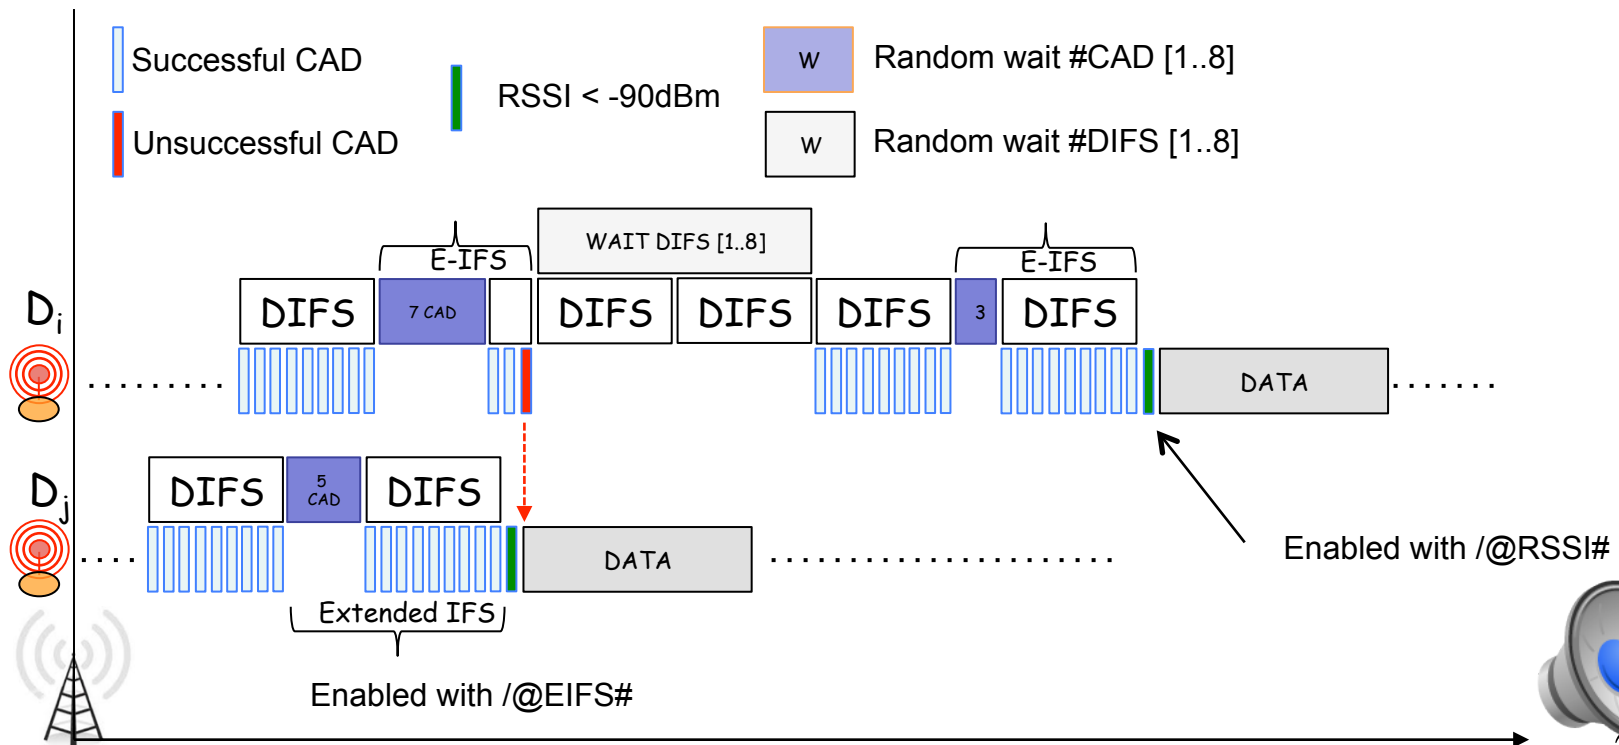 Successful CAD
Unsuccessful CAD
RSSI < -90dBm
W Random wait #CAD [1..8]
W Random wait #DIFS [1..8]
E-IFS
WAIT DIFS [1..8]
E-IFS
Di
DIFS 7 CAD DIFS DIFS DIFS 3 DIFS
DATA
Dj
DIFS 5 CAD DIFS
DATA
Enabled with /@RSSI#
Extended IFS
Enabled with /@EIFS#